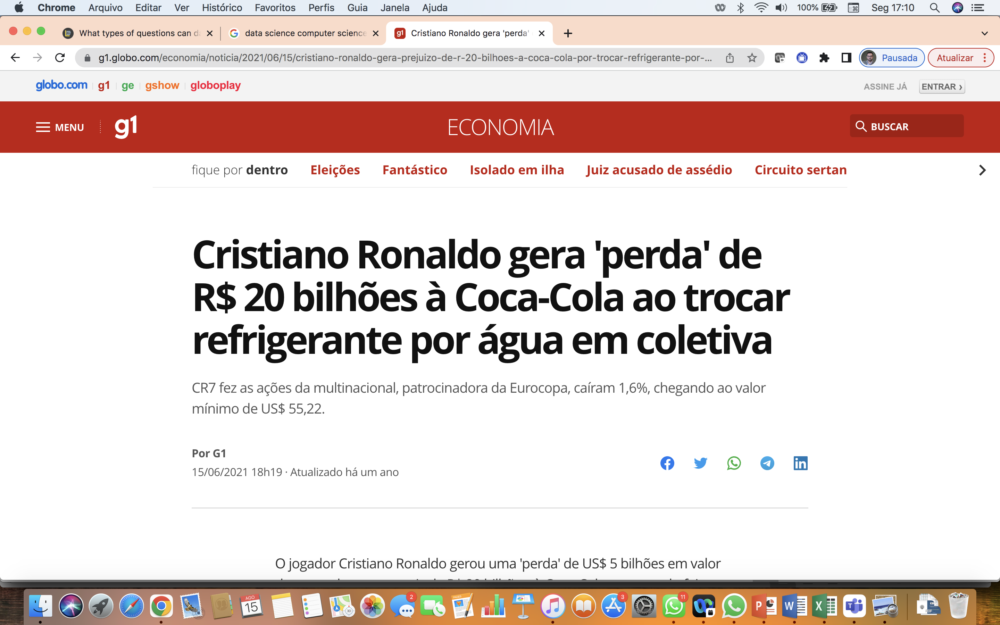 Chrome Arquivo Editar Ver Histórico Favoritos Perfis Guia Janela Ajuda 100% Seg 17:10
What types of questions can da data science computer science g1 Cristiano Ronaldo gera 'perda'
g1.globo.com/economia/noticia/2021/06/15/cristiano-ronaldo-gera-prejuizo-de-r-20-bilhoes-a-coca-cola-por-trocar-refrigerante-por-... Pausada Atualizar
globo.com g1 ge gshow globoplay ASSINE JÁ ENTRAR ›
MENU g1 ECONOMIA BUSCAR
fique por dentro Eleições Fantástico Isolado em ilha Juiz acusado de assédio Circuito sertan
Cristiano Ronaldo gera 'perda' de
R$ 20 bilhões à Coca-Cola ao trocar
refrigerante por água em coletiva
CR7 fez as ações da multinacional, patrocinadora da Eurocopa, caíram 1,6%, chegando ao valor
mínimo de US$ 55,22.
Por G1
15/06/2021 18h19 · Atualizado há um ano
O jogador Cristiano Ronaldo gerou uma 'perda' de US$ 5 bilhões em valor
AGO
15
3D
2
PAGES
3
11
P
W
X
T
PDF